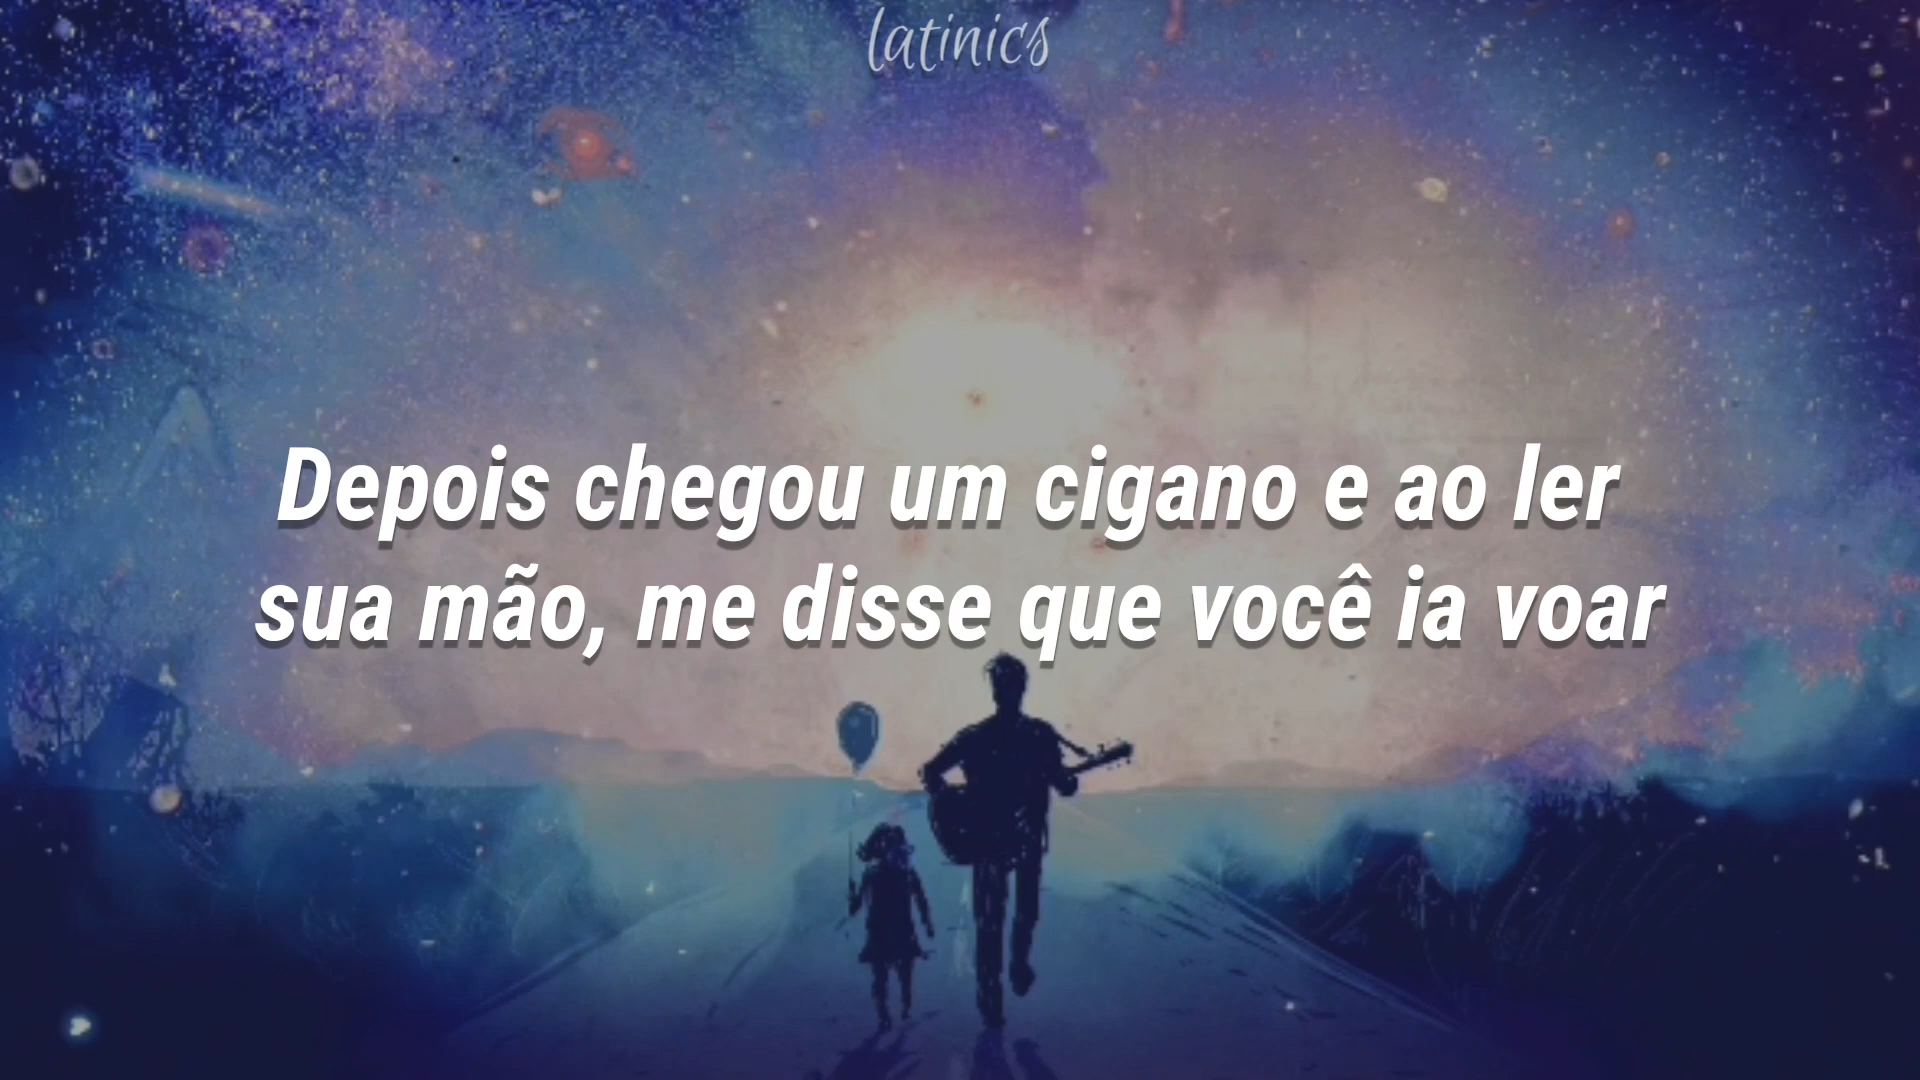 latinics
Depois chegou um cigano e ao ler
sua mão, me disse que você ia voar